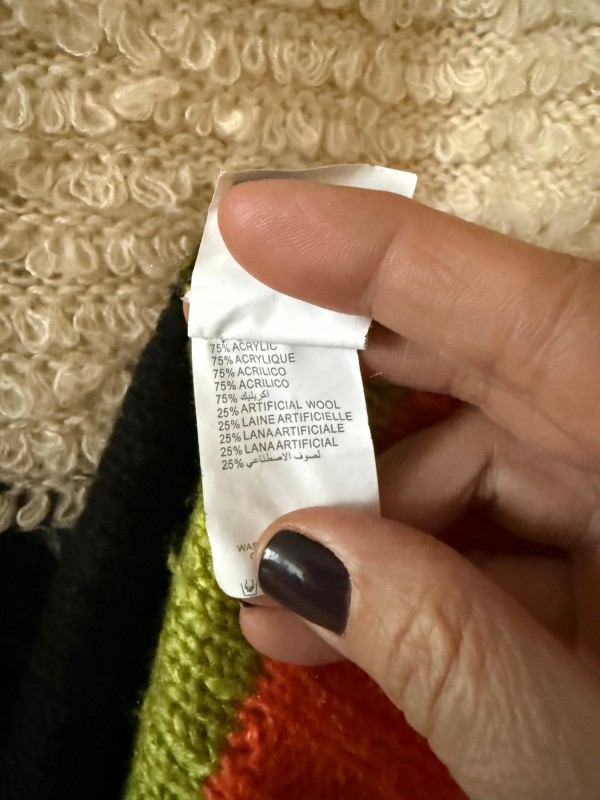 75% ACRYLIC
75% ACRYLIQUE
75% ACRILICO
75% ACRILICO
75% اكريليك
25% ARTIFICIAL WOOL
25% LAINE ARTIFICIELLE
25% LANA ARTIFICIALE
25% LANA ARTIFICIAL
25% لصوف الاصطناعي